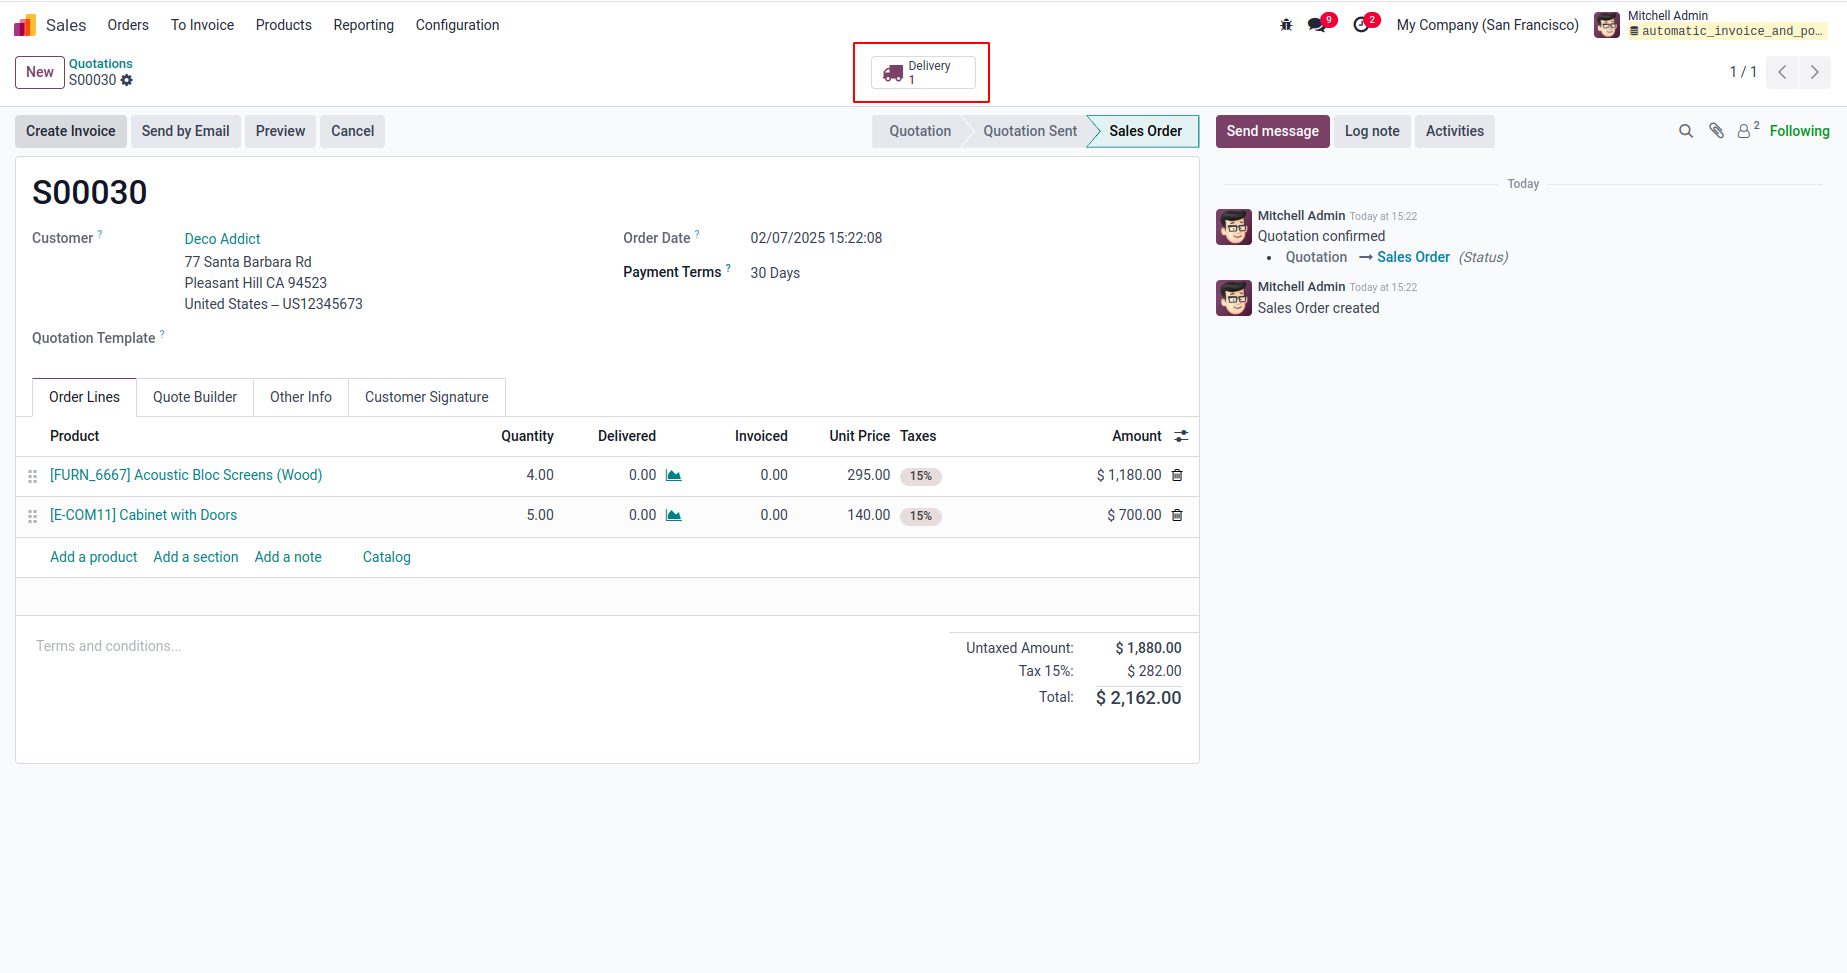 Sales Orders To Invoice Products Reporting Configuration 9 2 My Company (San Francisco) Mitchell Admin
automatic_invoice_and_po...
New Quotations
S00030
Delivery
1
1 / 1
Create Invoice Send by Email Preview Cancel Quotation Quotation Sent Sales Order
Send message Log note Activities 2 Following
S00030
Customer ? Deco Addict
77 Santa Barbara Rd
Pleasant Hill CA 94523
United States – US12345673
Quotation Template ?
Order Date ? 02/07/2025 15:22:08
Payment Terms ? 30 Days
Order Lines Quote Builder Other Info Customer Signature
Product Quantity Delivered Invoiced Unit Price Taxes Amount
[FURN_6667] Acoustic Bloc Screens (Wood) 4.00 0.00 0.00 295.00 15% $ 1,180.00
[E-COM11] Cabinet with Doors 5.00 0.00 0.00 140.00 15% $ 700.00
Add a product Add a section Add a note Catalog
Terms and conditions...
Untaxed Amount: $ 1,880.00
Tax 15%: $ 282.00
Total: $ 2,162.00
Today
Mitchell Admin Today at 15:22
Quotation confirmed
• Quotation → Sales Order (Status)
Mitchell Admin Today at 15:22
Sales Order created